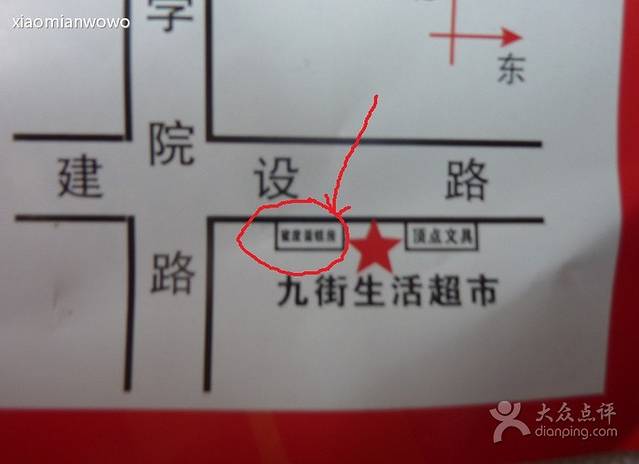 xiaomianwowo
学院路
东
建设路
顶点文具
九街生活超市
大众点评
dianping.com